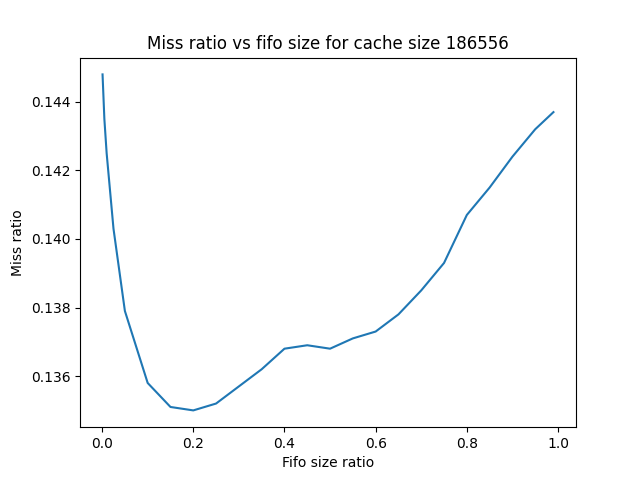 Miss ratio vs fifo size for cache size 186556
0.144
0.142
0.140
0.138
0.136
Miss ratio
0.0 0.2 0.4 0.6 0.8 1.0
Fifo size ratio